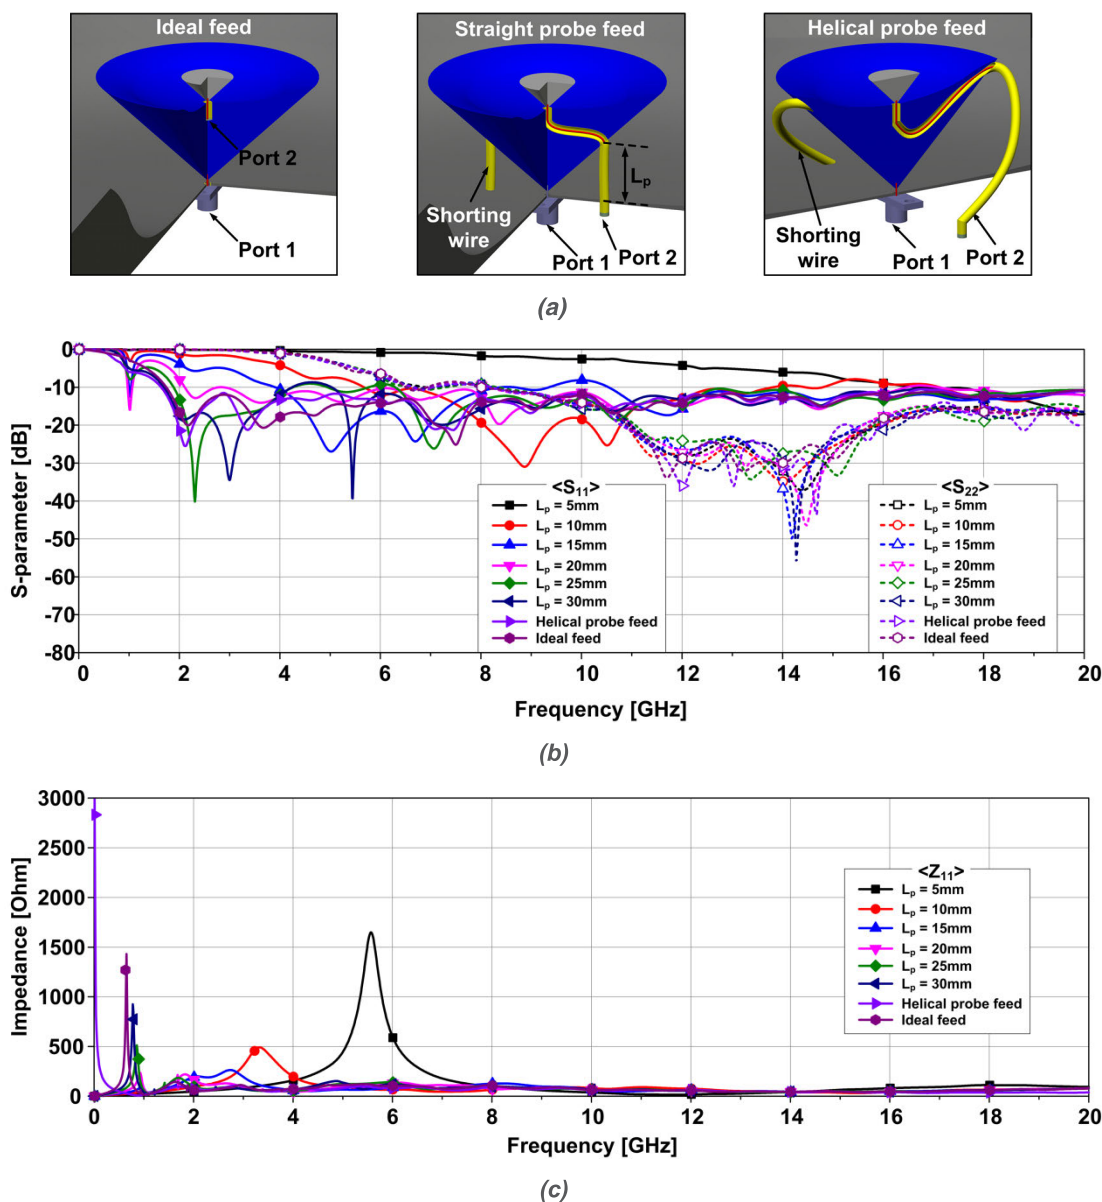 Ideal feed
Port 2
Port 1
Straight probe feed
Lp
Shorting
wire
Port 1
Port 2
Helical probe feed
Shorting
wire
Port 1
Port 2
(a)
0
-10
-20
-30
-40
-50
-60
-70
-80
S-parameter [dB]
<S11>
Lp = 5mm
Lp = 10mm
Lp = 15mm
Lp = 20mm
Lp = 25mm
Lp = 30mm
Helical probe feed
Ideal feed
<S22>
Lp = 5mm
Lp = 10mm
Lp = 15mm
Lp = 20mm
Lp = 25mm
Lp = 30mm
Helical probe feed
Ideal feed
0 2 4 6 8 10 12 14 16 18 20
Frequency [GHz]
(b)
3000
2500
2000
1500
1000
500
0
Impedance [Ohm]
<Z11>
Lp = 5mm
Lp = 10mm
Lp = 15mm
Lp = 20mm
Lp = 25mm
Lp = 30mm
Helical probe feed
Ideal feed
0 2 4 6 8 10 12 14 16 18 20
Frequency [GHz]
(c)